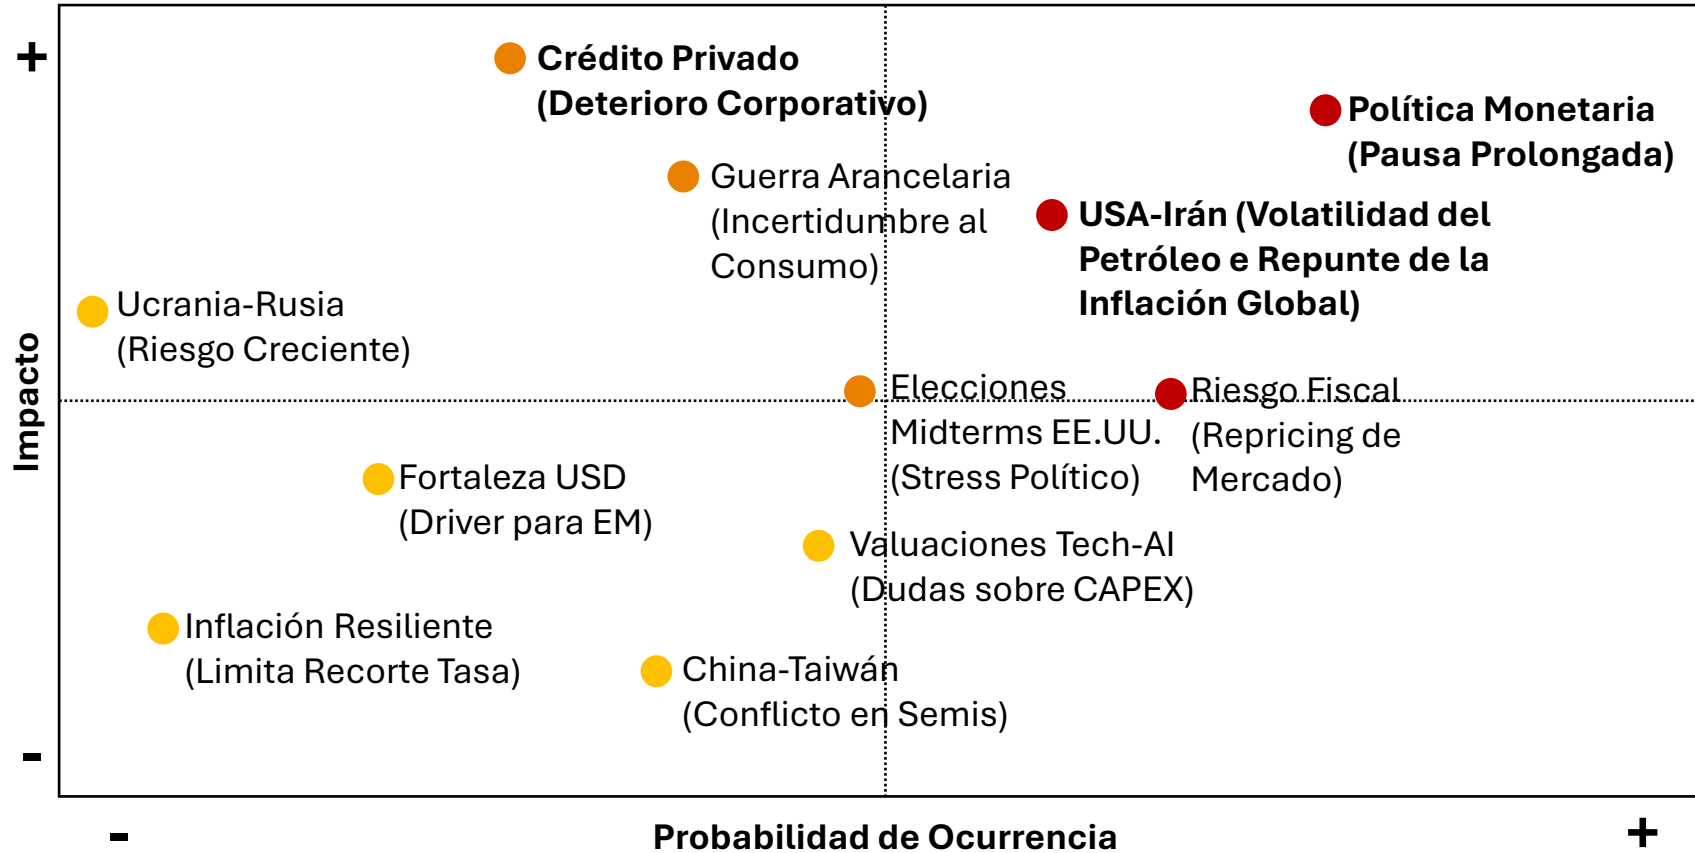 +
Crédito Privado
(Deterioro Corporativo)
Política Monetaria
(Pausa Prolongada)
Guerra Arancelaria
(Incertidumbre al
Consumo)
USA-Irán (Volatilidad del
Petróleo e Repunte de la
Inflación Global)
Ucrania-Rusia
(Riesgo Creciente)
Impacto
Elecciones
Midterms EE.UU.
(Stress Político)
Riesgo Fiscal
(Repricing de
Mercado)
Fortaleza USD
(Driver para EM)
Valuaciones Tech-AI
(Dudas sobre CAPEX)
Inflación Resiliente
(Limita Recorte Tasa)
China-Taiwán
(Conflicto en Semis)
-
-
Probabilidad de Ocurrencia
+